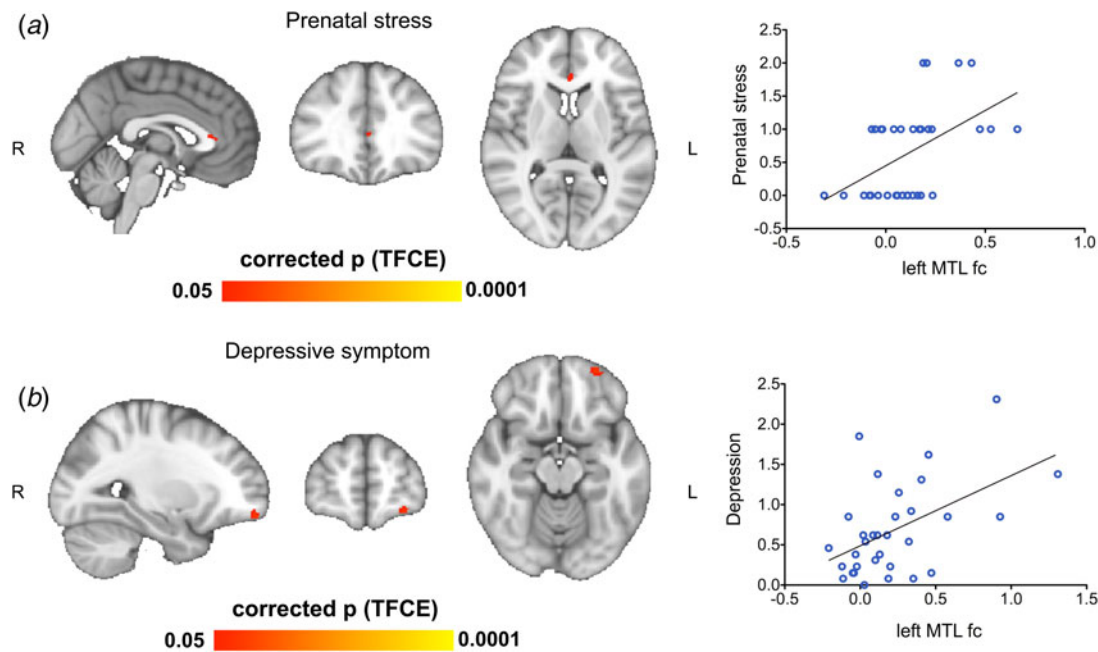 (a)
Prenatal stress
R
L
corrected p (TFCE)
0.05
0.0001
Prenatal stress
2.5
2.0
1.5
1.0
0.5
0.0
-0.5
-0.5
0.0
0.5
1.0
left MTL fc
(b)
Depressive symptom
R
L
corrected p (TFCE)
0.05
0.0001
Depression
2.5
2.0
1.5
1.0
0.5
0.0
-0.5
0.0
0.5
1.0
1.5
left MTL fc